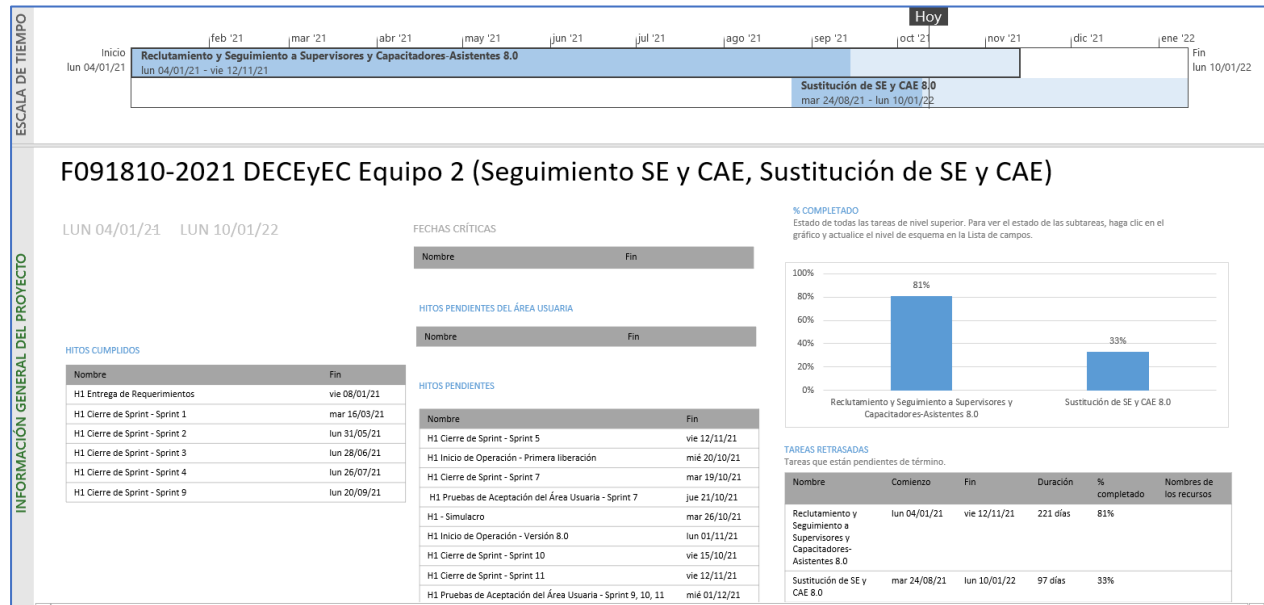 ESCALA DE TIEMPO
Hoy
feb '21 mar '21 abr '21 may '21 jun '21 jul '21 ago '21 sep '21 oct '21 nov '21 dic '21 ene '22
Inicio
lun 04/01/21
Reclutamiento y Seguimiento a Supervisores y Capacitadores-Asistentes 8.0
lun 04/01/21 - vie 12/11/21
Fin
lun 10/01/22
Sustitución de SE y CAE 8.0
mar 24/08/21 - lun 10/01/22
INFORMACIÓN GENERAL DEL PROYECTO
F091810-2021 DECEyEC Equipo 2 (Seguimiento SE y CAE, Sustitución de SE y CAE)
LUN 04/01/21 - LUN 10/01/22
HITOS CUMPLIDOS
Nombre Fin
H1 Entrega de Requerimientos vie 08/01/21
H1 Cierre de Sprint - Sprint 1 mar 16/03/21
H1 Cierre de Sprint - Sprint 2 lun 31/05/21
H1 Cierre de Sprint - Sprint 3 lun 28/06/21
H1 Cierre de Sprint - Sprint 4 lun 26/07/21
H1 Cierre de Sprint - Sprint 9 lun 20/09/21
FECHAS CRÍTICAS
Nombre Fin
HITOS PENDIENTES DEL ÁREA USUARIA
Nombre Fin
HITOS PENDIENTES
Nombre Fin
H1 Cierre de Sprint - Sprint 5 vie 12/11/21
H1 Inicio de Operación - Primera liberación mié 20/10/21
H1 Cierre de Sprint - Sprint 7 mar 19/10/21
H1 Pruebas de Aceptación del Área Usuaria - Sprint 7 jue 21/10/21
H1 - Simulacro mar 26/10/21
H1 Inicio de Operación - Versión 8.0 lun 01/11/21
H1 Cierre de Sprint - Sprint 10 vie 15/10/21
H1 Cierre de Sprint - Sprint 11 vie 12/11/21
H1 Pruebas de Aceptación del Área Usuaria - Sprint 9, 10, 11 mié 01/12/21
% COMPLETADO
Estado de todas las tareas de nivel superior. Para ver el estado de las subtareas, haga clic en el
gráfico y actualice el nivel de esquema en la Lista de campos.
100%
80%
60%
40%
20%
0%
81%
33%
Reclutamiento y Seguimiento a Supervisores y
Capacitadores-Asistentes 8.0
Sustitución de SE y CAE 8.0
TAREAS RETRASADAS
Tareas que están pendientes de término.
Nombre Comienzo Fin Duración % Nombres de
completado los recursos
Reclutamiento y lun 04/01/21 vie 12/11/21 221 días 81%
Seguimiento a
Supervisores y
Capacitadores-
Asistentes 8.0
Sustitución de SE y mar 24/08/21 lun 10/01/22 97 días 33%
CAE 8.0